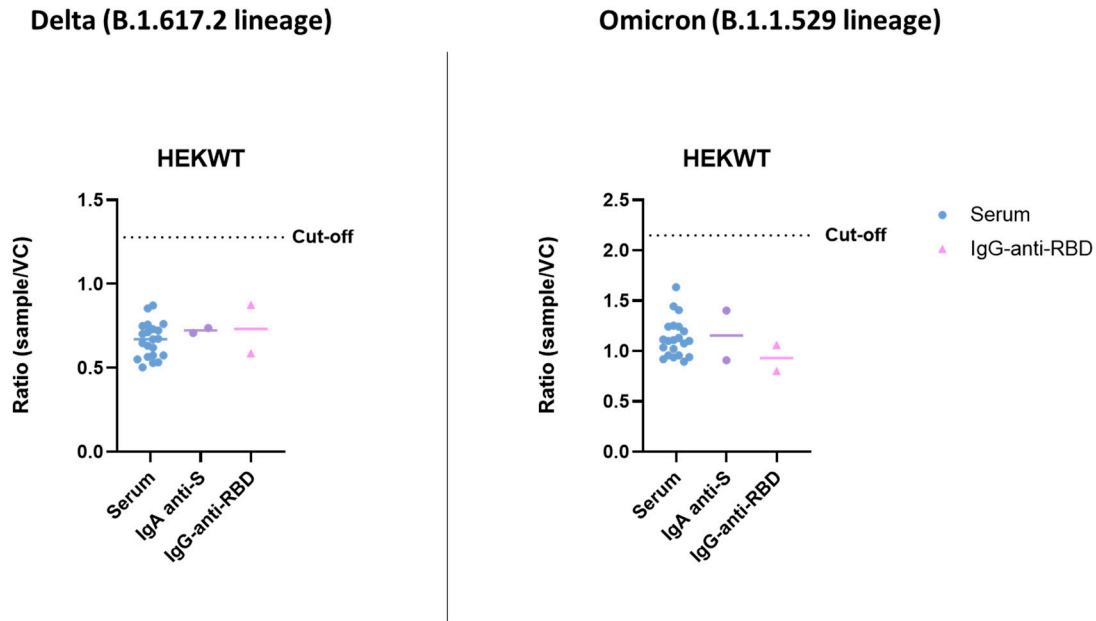 Delta (B.1.617.2 lineage)
Omicron (B.1.1.529 lineage)
HEKWT
Ratio (sample/VC)
1.5
1.0
0.5
0.0
Cut-off
Serum
IgA anti-S
IgG-anti-RBD
HEKWT
Ratio (sample/VC)
2.5
2.0
1.5
1.0
0.5
0.0
Cut-off
Serum
IgA anti-S
IgG-anti-RBD
Serum
IgG-anti-RBD